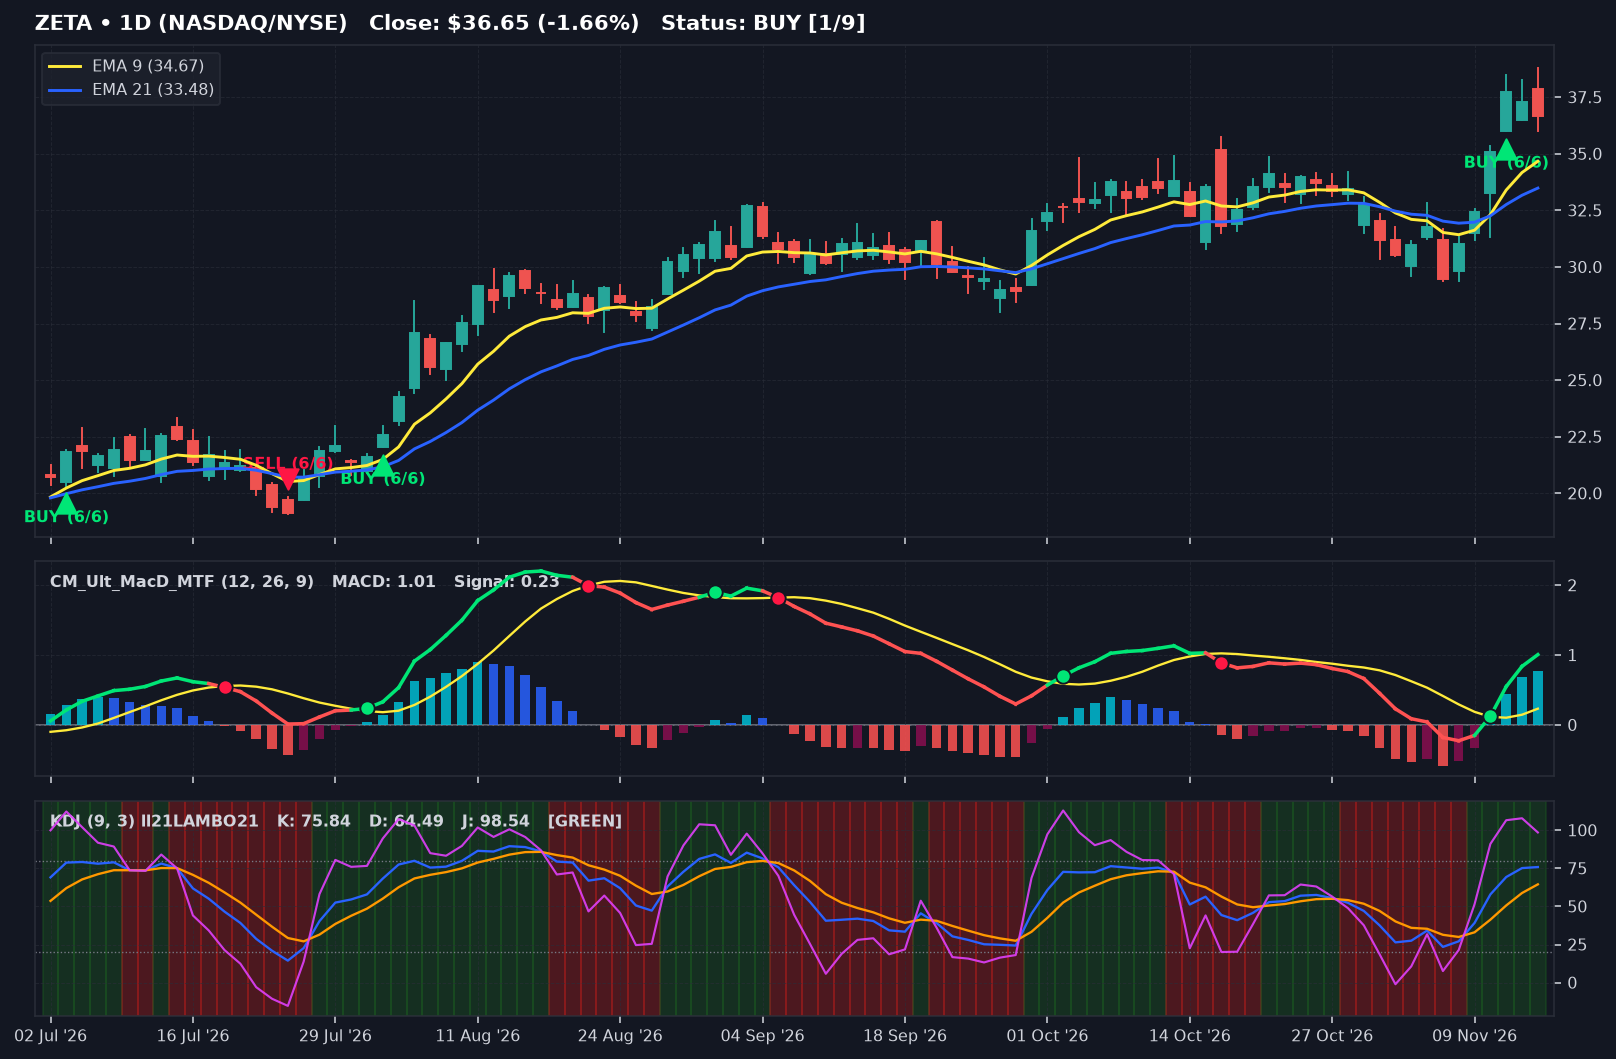 ZETA • 1D (NASDAQ/NYSE)   Close: $36.65 (-1.66%)   Status: BUY [1/9]
EMA 9 (34.67)
EMA 21 (33.48)
37.5
35.0
32.5
30.0
27.5
25.0
22.5
20.0
BUY (6/6)
SELL (6/6)
BUY (6/6)
BUY (6/6)
CM_Ult_MacD_MTF (12, 26, 9)   MACD: 1.01   Signal: 0.23
2
1
0
KDJ (9, 3) II21LAMBO21   K: 75.84   D: 64.49   J: 98.54   [GREEN]
100
75
50
25
0
02 Jul '26   16 Jul '26   29 Jul '26   11 Aug '26   24 Aug '26   04 Sep '26   18 Sep '26   01 Oct '26   14 Oct '26   27 Oct '26   09 Nov '26